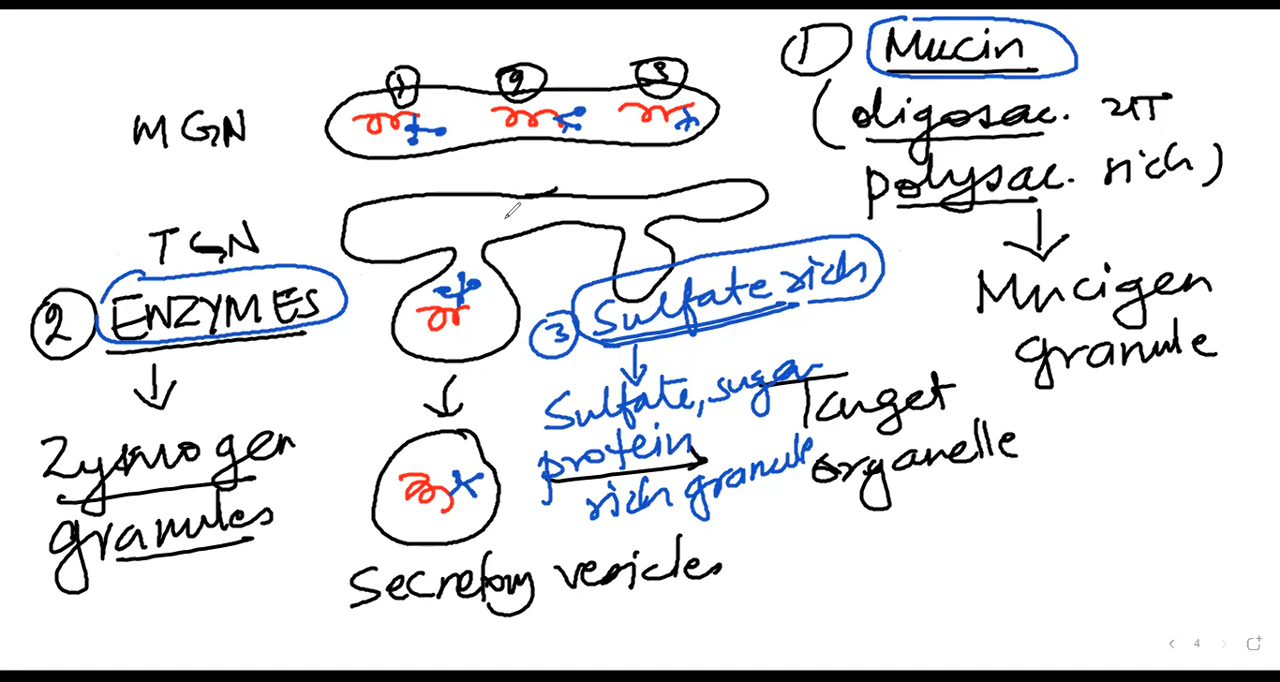 1 2 3
MGN
1 Mucin
(oligosac.
polysac. rich)
Mucigen
granule
TGN
2 ENZYMES
Zymogen
granules
3 Sulfate rich
Sulfate, sugar
protein
rich granule
Target
organelle
Secretory vesicles
4